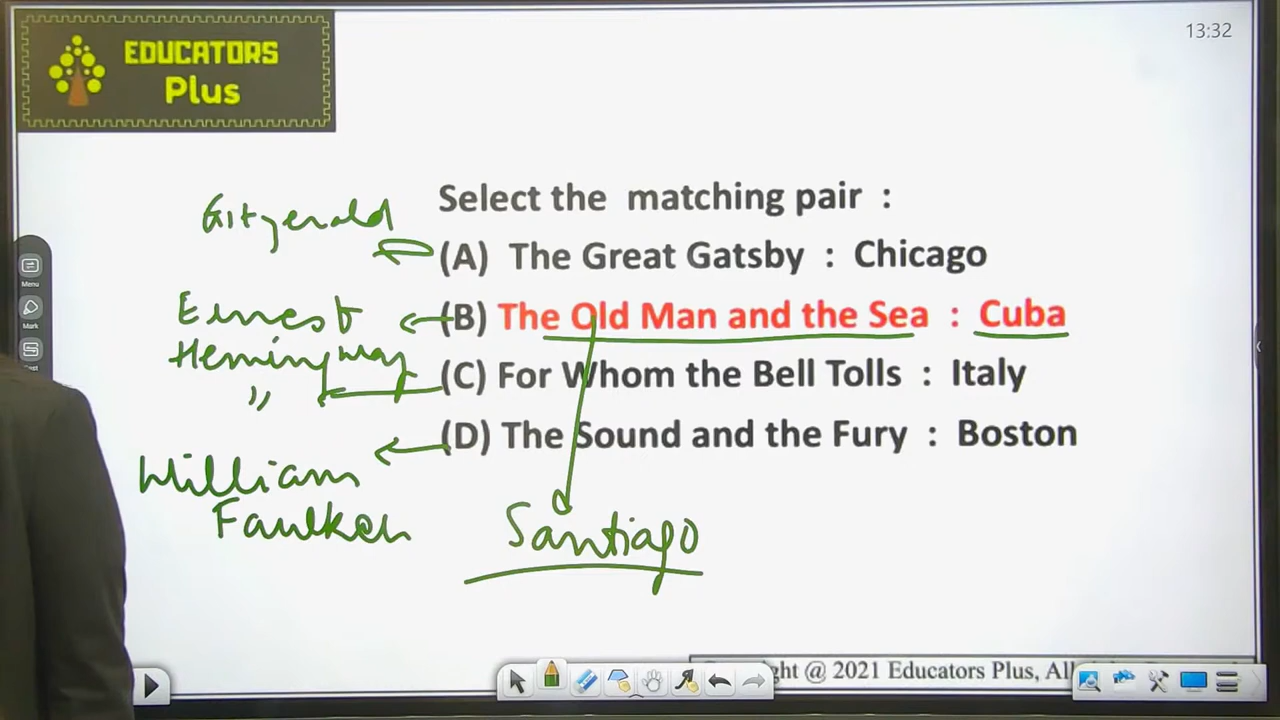 EDUCATORS
Plus
13:32
Select the matching pair :
Gitzerald
(A) The Great Gatsby : Chicago
Ernest
Hemingway
(B) The Old Man and the Sea : Cuba
(C) For Whom the Bell Tolls : Italy
"
(D) The Sound and the Fury : Boston
William
Faulken
Santiago
Menu
Mark
@ 2021 Educators Plus,